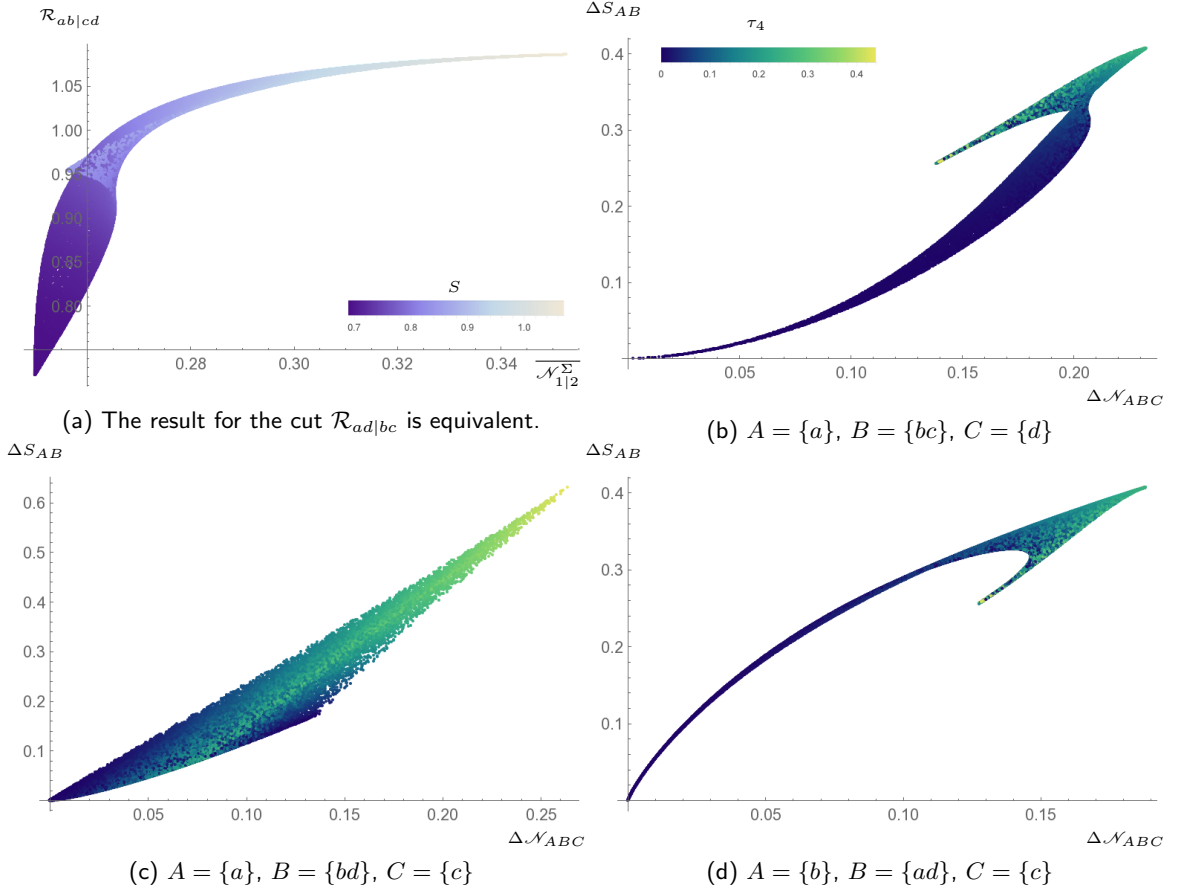 R_{ab|cd}
1.05
1.00
0.95
0.90
0.85
0.80
S
0.7 0.8 0.9 1.0
0.28 0.30 0.32 0.34
\overline{N^Σ_{1|2}}
(a) The result for the cut R_{ad|bc} is equivalent.
ΔS_{AB}
τ_4
0 0.1 0.2 0.3 0.4
0.4
0.3
0.2
0.1
0.05 0.10 0.15 0.20
ΔN_{ABC}
(b) A = {a}, B = {bc}, C = {d}
ΔS_{AB}
0.6
0.5
0.4
0.3
0.2
0.1
0.05 0.10 0.15 0.20 0.25
ΔN_{ABC}
(c) A = {a}, B = {bd}, C = {c}
ΔS_{AB}
0.4
0.3
0.2
0.1
0.05 0.10 0.15
ΔN_{ABC}
(d) A = {b}, B = {ad}, C = {c}